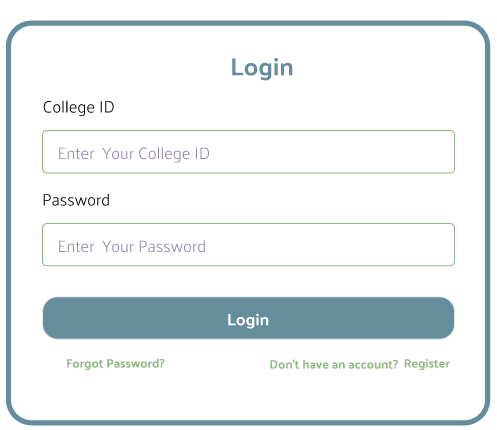 Login
College ID
Enter Your College ID
Password
Enter Your Password
Login
Forgot Password? Don't have an account? Register